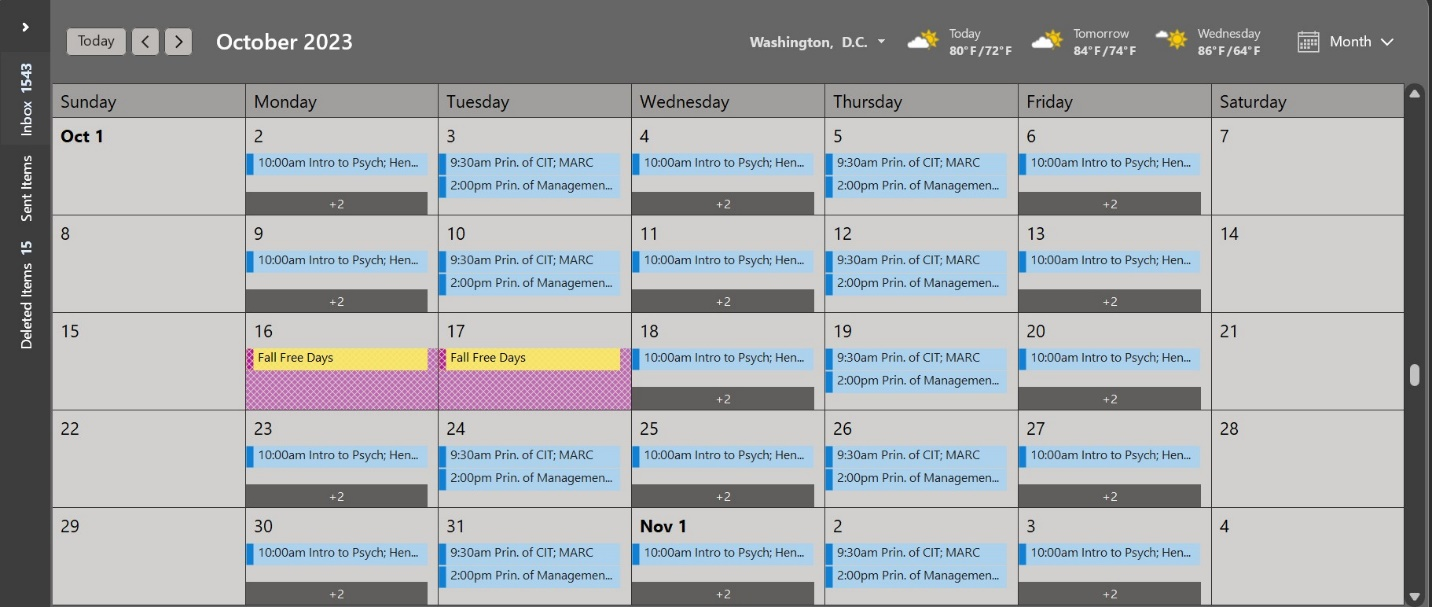 Today
October 2023
Washington, D.C.
Today
80°F/72°F
Tomorrow
84°F/74°F
Wednesday
86°F/64°F
Month
Inbox 1543
Sent Items
Deleted Items 15
Sunday Monday Tuesday Wednesday Thursday Friday Saturday
Oct 1 2 3 4 5 6 7
10:00am Intro to Psych; Hen... 9:30am Prin. of CIT; MARC 10:00am Intro to Psych; Hen... 9:30am Prin. of CIT; MARC 10:00am Intro to Psych; Hen...
2:00pm Prin. of Managemen... 2:00pm Prin. of Managemen...
+2 +2 +2
8 9 10 11 12 13 14
10:00am Intro to Psych; Hen... 9:30am Prin. of CIT; MARC 10:00am Intro to Psych; Hen... 9:30am Prin. of CIT; MARC 10:00am Intro to Psych; Hen...
2:00pm Prin. of Managemen... 2:00pm Prin. of Managemen...
+2 +2 +2
15 16 17 18 19 20 21
Fall Free Days Fall Free Days 10:00am Intro to Psych; Hen... 9:30am Prin. of CIT; MARC 10:00am Intro to Psych; Hen...
2:00pm Prin. of Managemen...
+2 +2
22 23 24 25 26 27 28
10:00am Intro to Psych; Hen... 9:30am Prin. of CIT; MARC 10:00am Intro to Psych; Hen... 9:30am Prin. of CIT; MARC 10:00am Intro to Psych; Hen...
2:00pm Prin. of Managemen... 2:00pm Prin. of Managemen...
+2 +2 +2
29 30 31 Nov 1 2 3 4
10:00am Intro to Psych; Hen... 9:30am Prin. of CIT; MARC 10:00am Intro to Psych; Hen... 9:30am Prin. of CIT; MARC 10:00am Intro to Psych; Hen...
2:00pm Prin. of Managemen... 2:00pm Prin. of Managemen...
+2 +2 +2